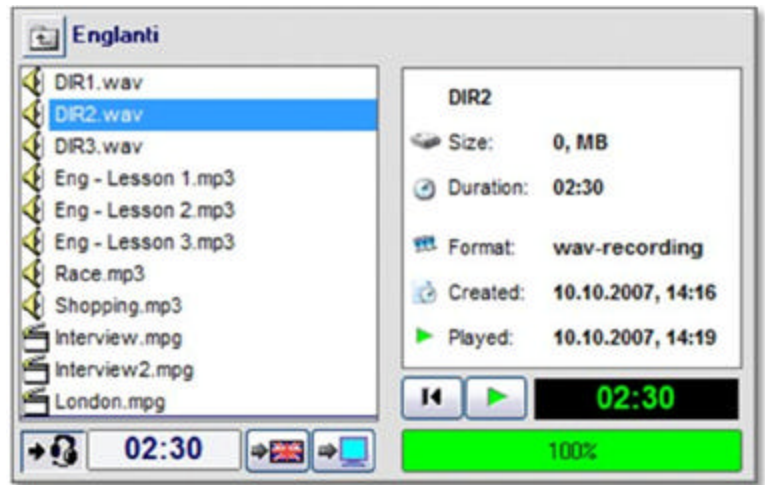 Englanti
DIR1.wav
DIR2.wav
DIR3.wav
Eng - Lesson 1.mp3
Eng - Lesson 2.mp3
Eng - Lesson 3.mp3
Race.mp3
Shopping.mp3
Interview.mpg
Interview2.mpg
London.mpg
02:30
DIR2
Size: 0, MB
Duration: 02:30
Format: wav-recording
Created: 10.10.2007, 14:16
Played: 10.10.2007, 14:19
02:30
100%